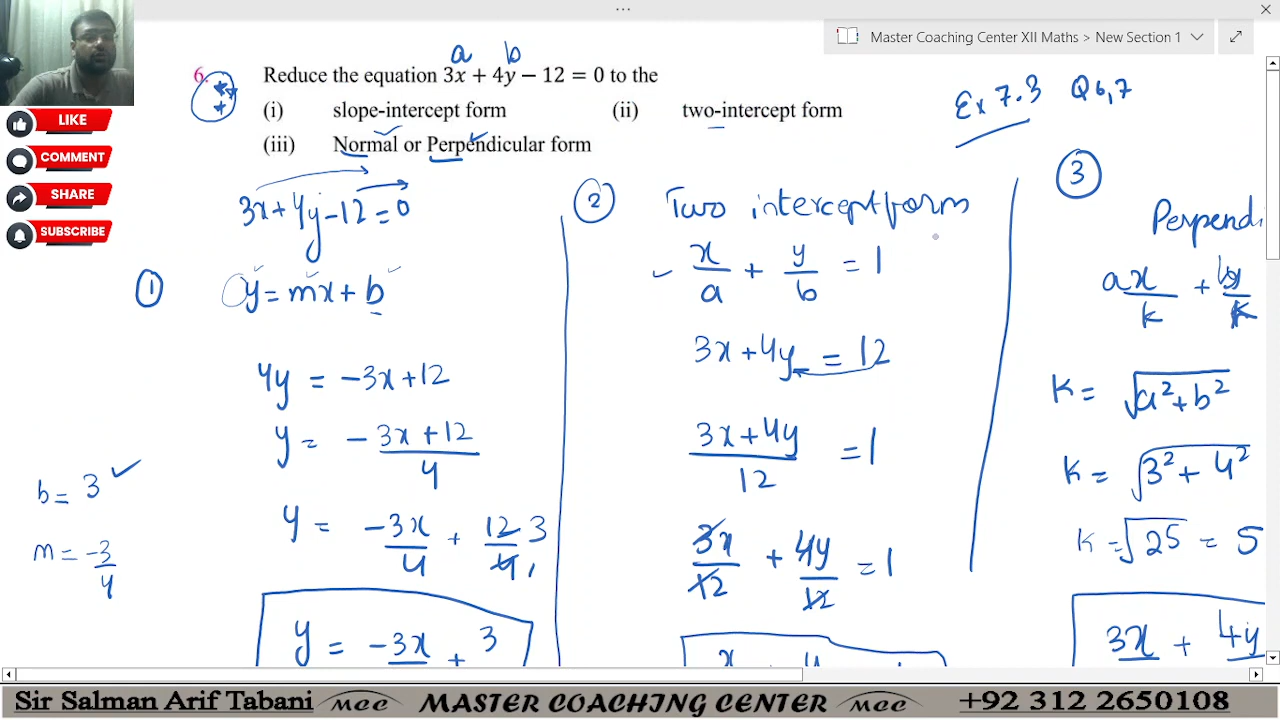 ...
Master Coaching Center XII Maths > New Section 1
a b
6. Reduce the equation 3x + 4y − 12 = 0 to the
(i) slope-intercept form (ii) two-intercept form
(iii) Normal or Perpendicular form
Ex 7.3 Q6,7
LIKE
COMMENT
SHARE
SUBSCRIBE
3x+4y-12=0
①
y = mx + b
4y = -3x+12
y = -3x+12/4
b = 3
m = -3/4
y = -3x/4 + 12/4 3 1
y = -3x + 3
②
Two intercept form
x/a + y/b = 1
3x+4y = 12
3x+4y/12 = 1
3x/12 + 4y/12 = 1
③
Perpendi
ax/k + by/k
K = √a²+b²
K = √3²+4²
K = √25 = 5
3x + 4y
Sir Salman Arif Tabani MCC MASTER COACHING CENTER MCC +92 312 2650108